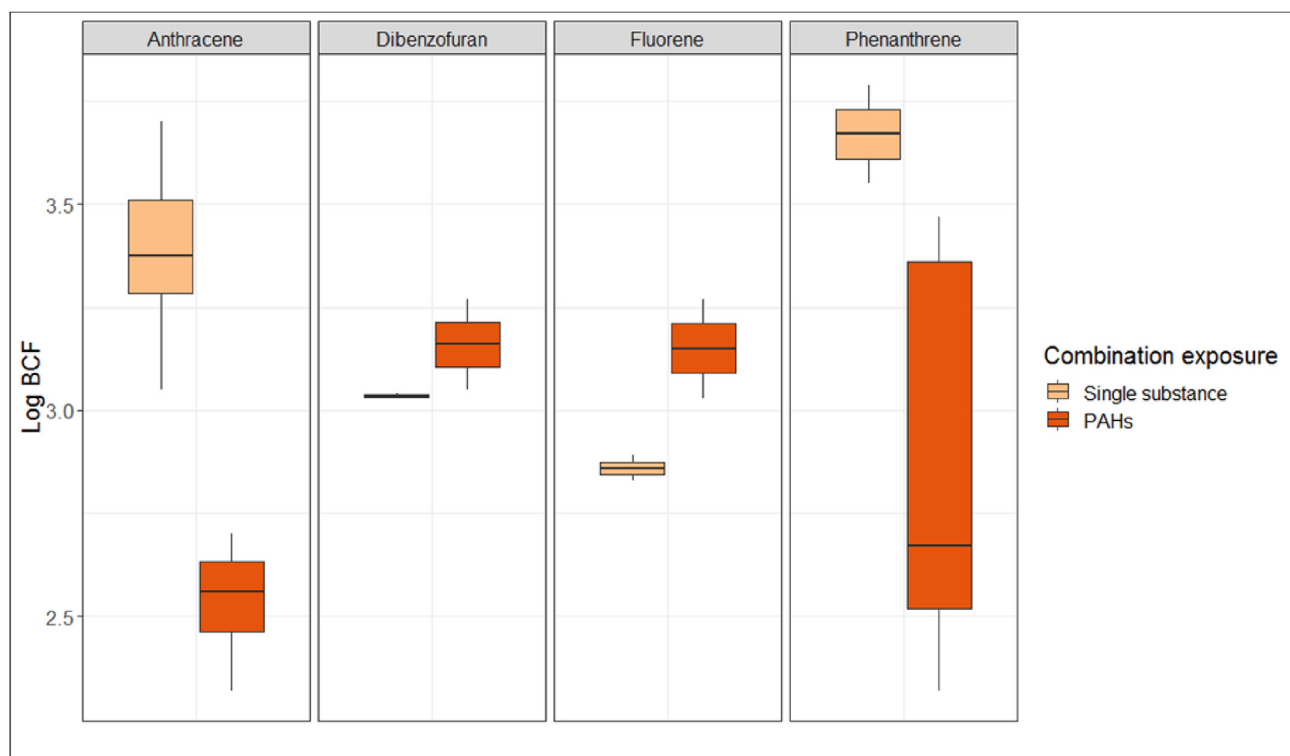 Anthracene
Dibenzofuran
Fluorene
Phenanthrene
Log BCF
3.5
3.0
2.5
Combination exposure
Single substance
PAHs